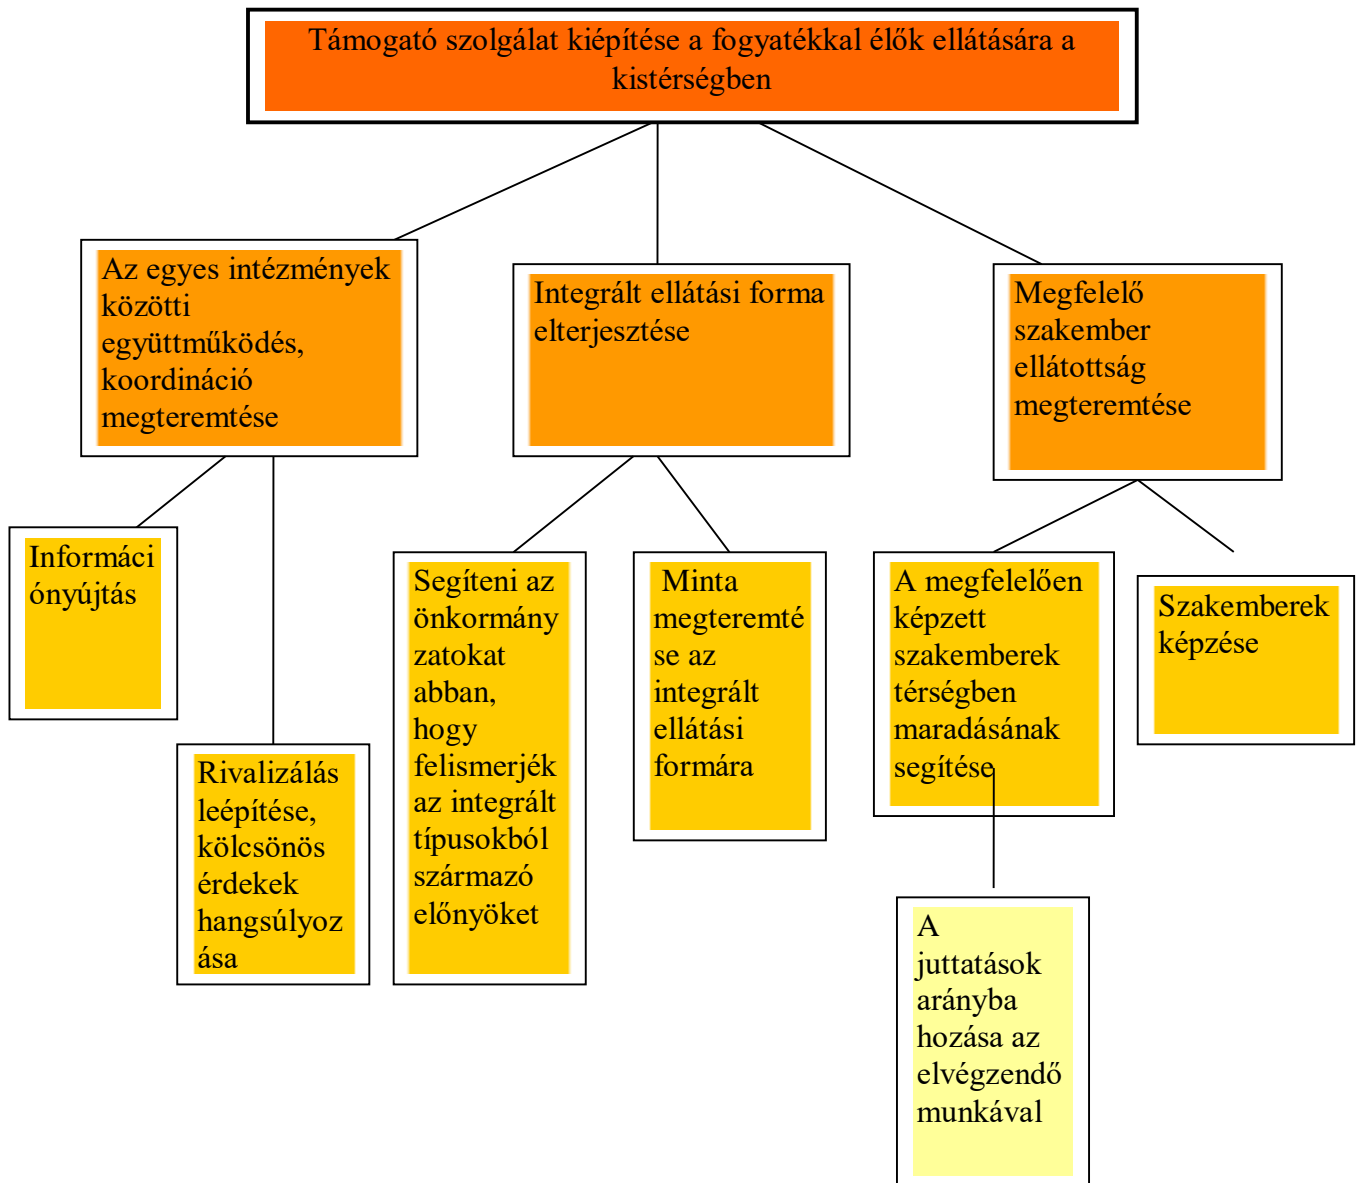 Támogató szolgálat kiépítése a fogyatékkal élők ellátására a
kistérségben
Az egyes intézmények
közötti
együttműködés,
koordináció
megteremtése
Integrált ellátási forma
elterjesztése
Megfelelő
szakember
ellátottság
megteremtése
Informáci
ónyújtás
Rivalizálás
leépítése,
kölcsönös
érdekek
hangsúlyoz
ása
Segíteni az
önkormány
zatokat
abban,
hogy
felismerjék
az integrált
típusokból
származó
előnyöket
Minta
megteremté
se az
integrált
ellátási
formára
A megfelelően
képzett
szakemberek
térségben
maradásának
segítése
Szakemberek
képzése
A
juttatások
arányba
hozása az
elvégzendő
munkával